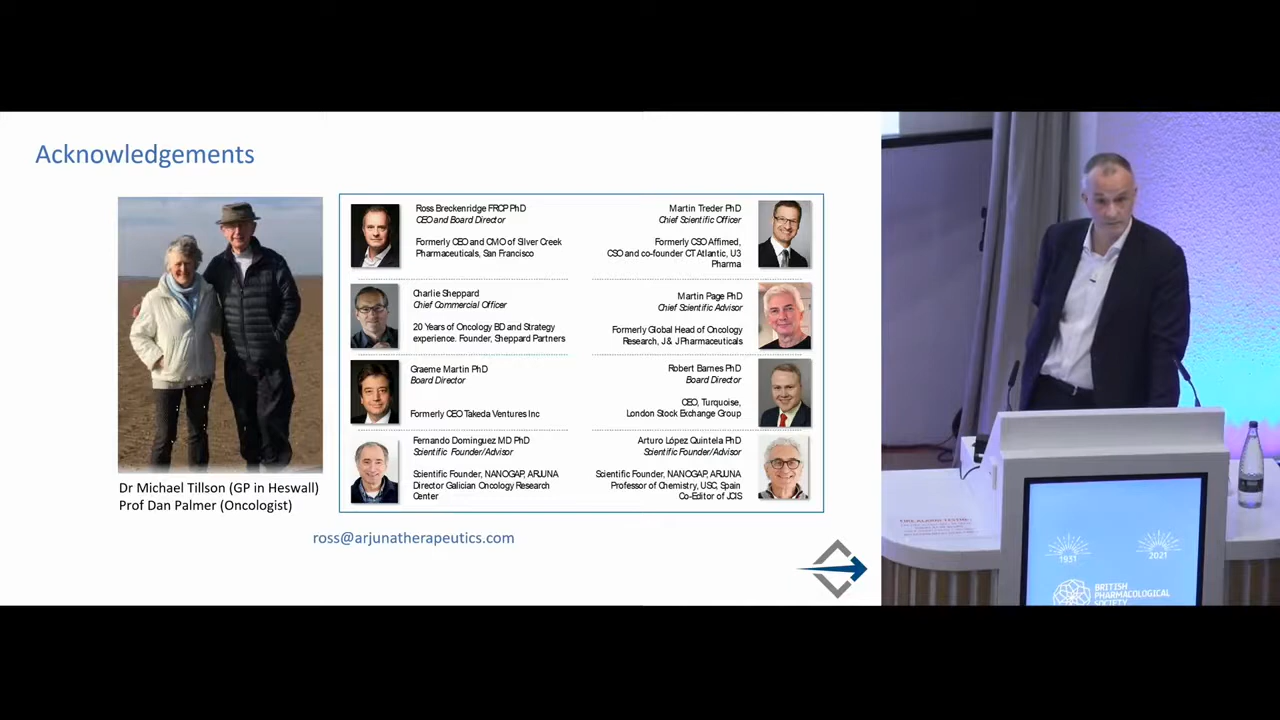 Acknowledgements
Dr Michael Tillson (GP in Heswall)
Prof Dan Palmer (Oncologist)
Ross Breckenridge FRCP PhD
CEO and Board Director
Formerly CEO and CMO of Silver Creek
Pharmaceuticals, San Francisco
Martin Treder PhD
Chief Scientific Officer
Formerly CSO Affimed,
CSO and co-founder CT Atlantic, U3
Pharma
Charlie Sheppard
Chief Commercial Officer
20 Years of Oncology BD and Strategy
experience. Founder, Sheppard Partners
Martin Page PhD
Chief Scientific Advisor
Formerly Global Head of Oncology
Research, J & J Pharmaceuticals
Graeme Martin PhD
Board Director
Formerly CEO Takeda Ventures Inc
Robert Barnes PhD
Board Director
CEO, Turquoise,
London Stock Exchange Group
Fernando Dominguez MD PhD
Scientific Founder/Advisor
Scientific Founder, NANOGAP, ARJUNA
Director Galician Oncology Research
Center
Arturo López Quintela PhD
Scientific Founder/Advisor
Scientific Founder, NANOGAP, ARJUNA
Professor of Chemistry, USC, Spain
Co-Editor of JCIS
ross@arjunatherapeutics.com
1931
2021
BRITISH
PHARMACOLOGICAL
SOCIETY